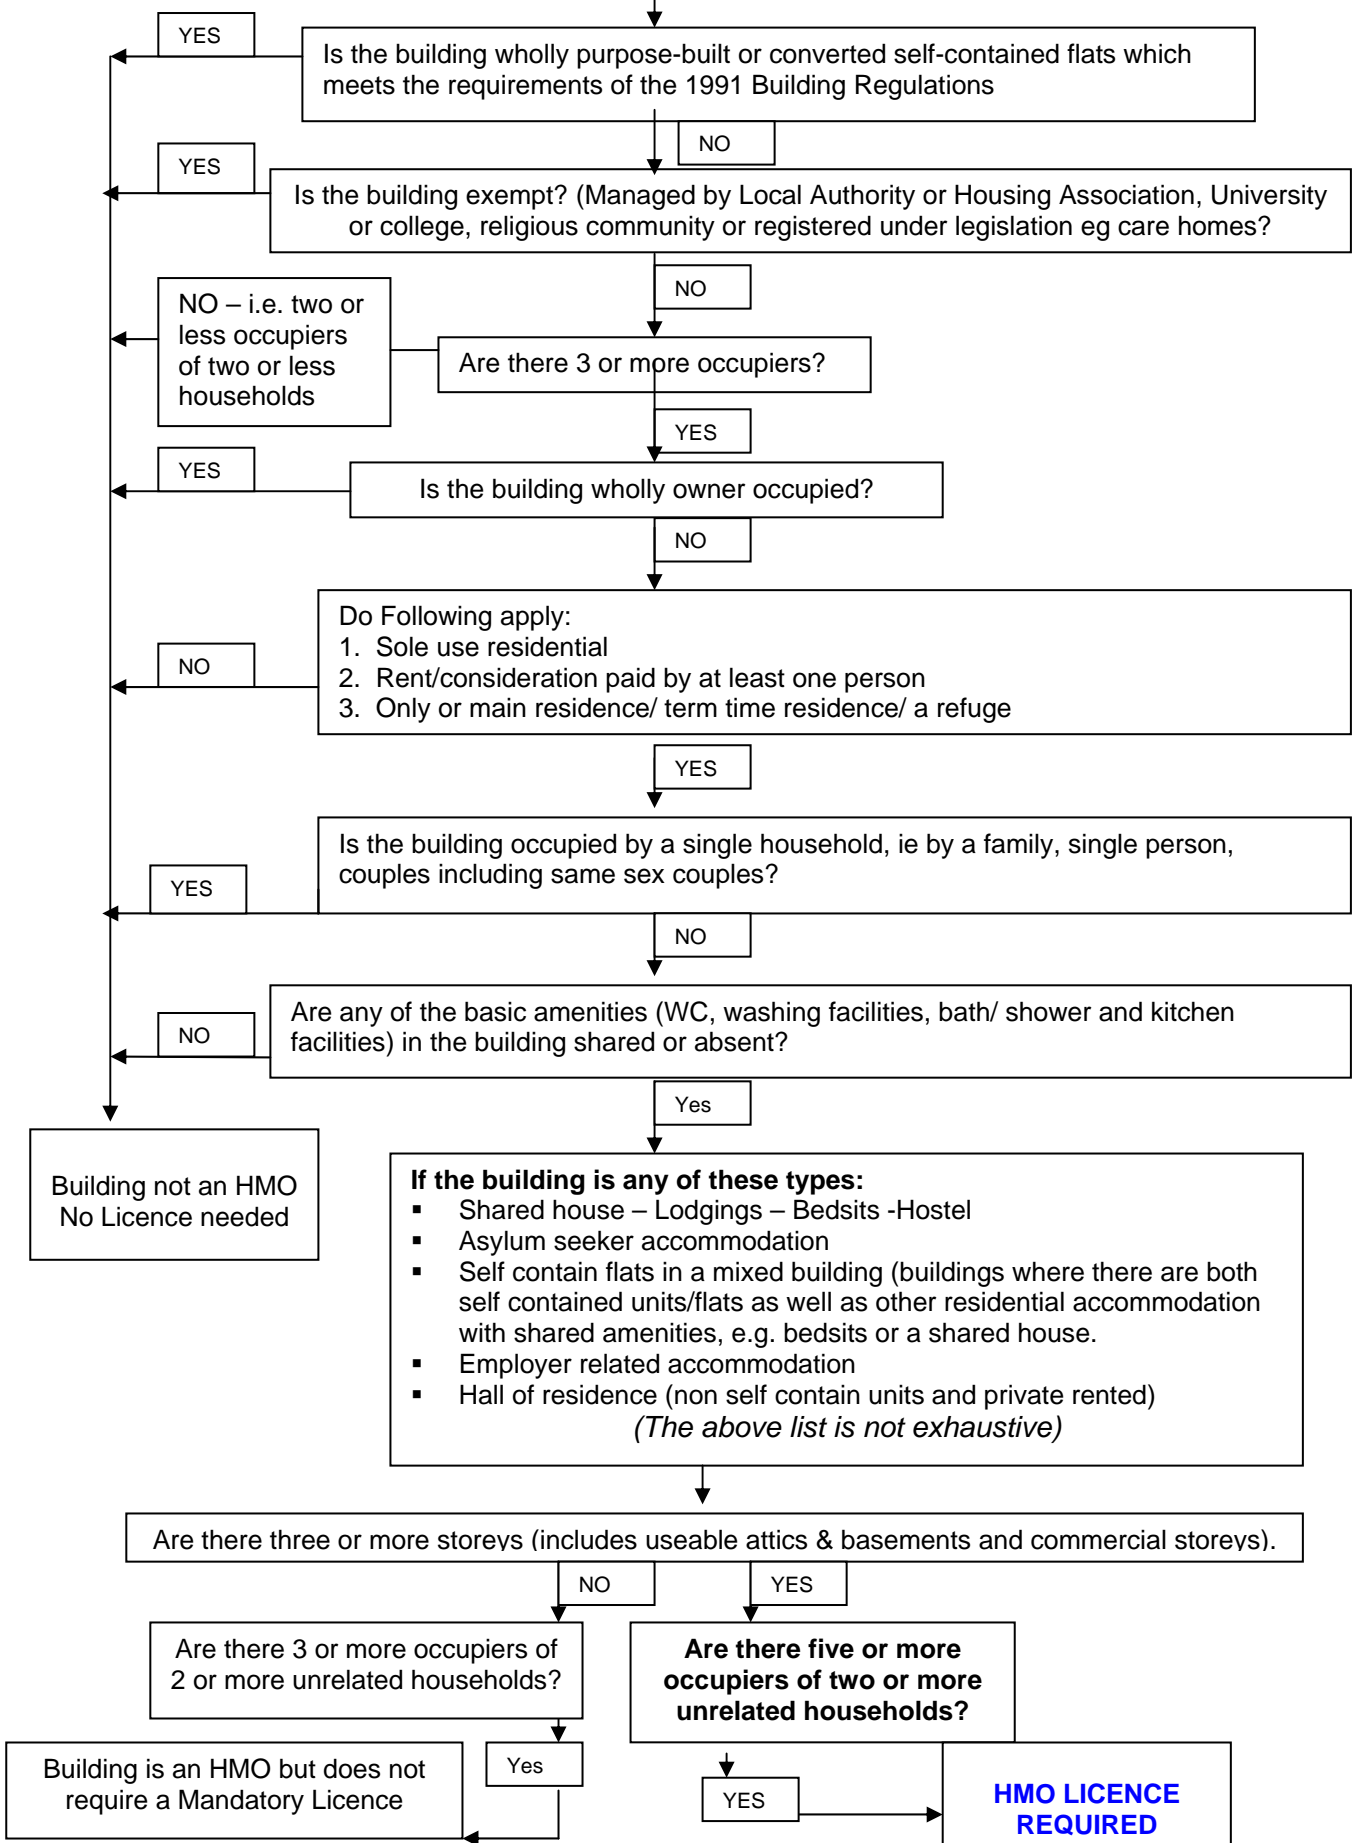 YES
Is the building wholly purpose-built or converted self-contained flats which
meets the requirements of the 1991 Building Regulations
NO
YES
Is the building exempt? (Managed by Local Authority or Housing Association, University
or college, religious community or registered under legislation eg care homes?
NO
NO – i.e. two or
less occupiers
of two or less
households
Are there 3 or more occupiers?
YES
YES
Is the building wholly owner occupied?
NO
Do Following apply:
1. Sole use residential
2. Rent/consideration paid by at least one person
3. Only or main residence/ term time residence/ a refuge
NO
YES
Is the building occupied by a single household, ie by a family, single person,
couples including same sex couples?
YES
NO
Are any of the basic amenities (WC, washing facilities, bath/ shower and kitchen
facilities) in the building shared or absent?
NO
Yes
Building not an HMO
No Licence needed
If the building is any of these types:
▪ Shared house – Lodgings – Bedsits -Hostel
▪ Asylum seeker accommodation
▪ Self contain flats in a mixed building (buildings where there are both
self contained units/flats as well as other residential accommodation
with shared amenities, e.g. bedsits or a shared house.
▪ Employer related accommodation
▪ Hall of residence (non self contain units and private rented)
(The above list is not exhaustive)
Are there three or more storeys (includes useable attics & basements and commercial storeys).
NO
YES
Are there 3 or more occupiers of
2 or more unrelated households?
Are there five or more
occupiers of two or more
unrelated households?
Yes
Building is an HMO but does not
require a Mandatory Licence
YES
HMO LICENCE
REQUIRED